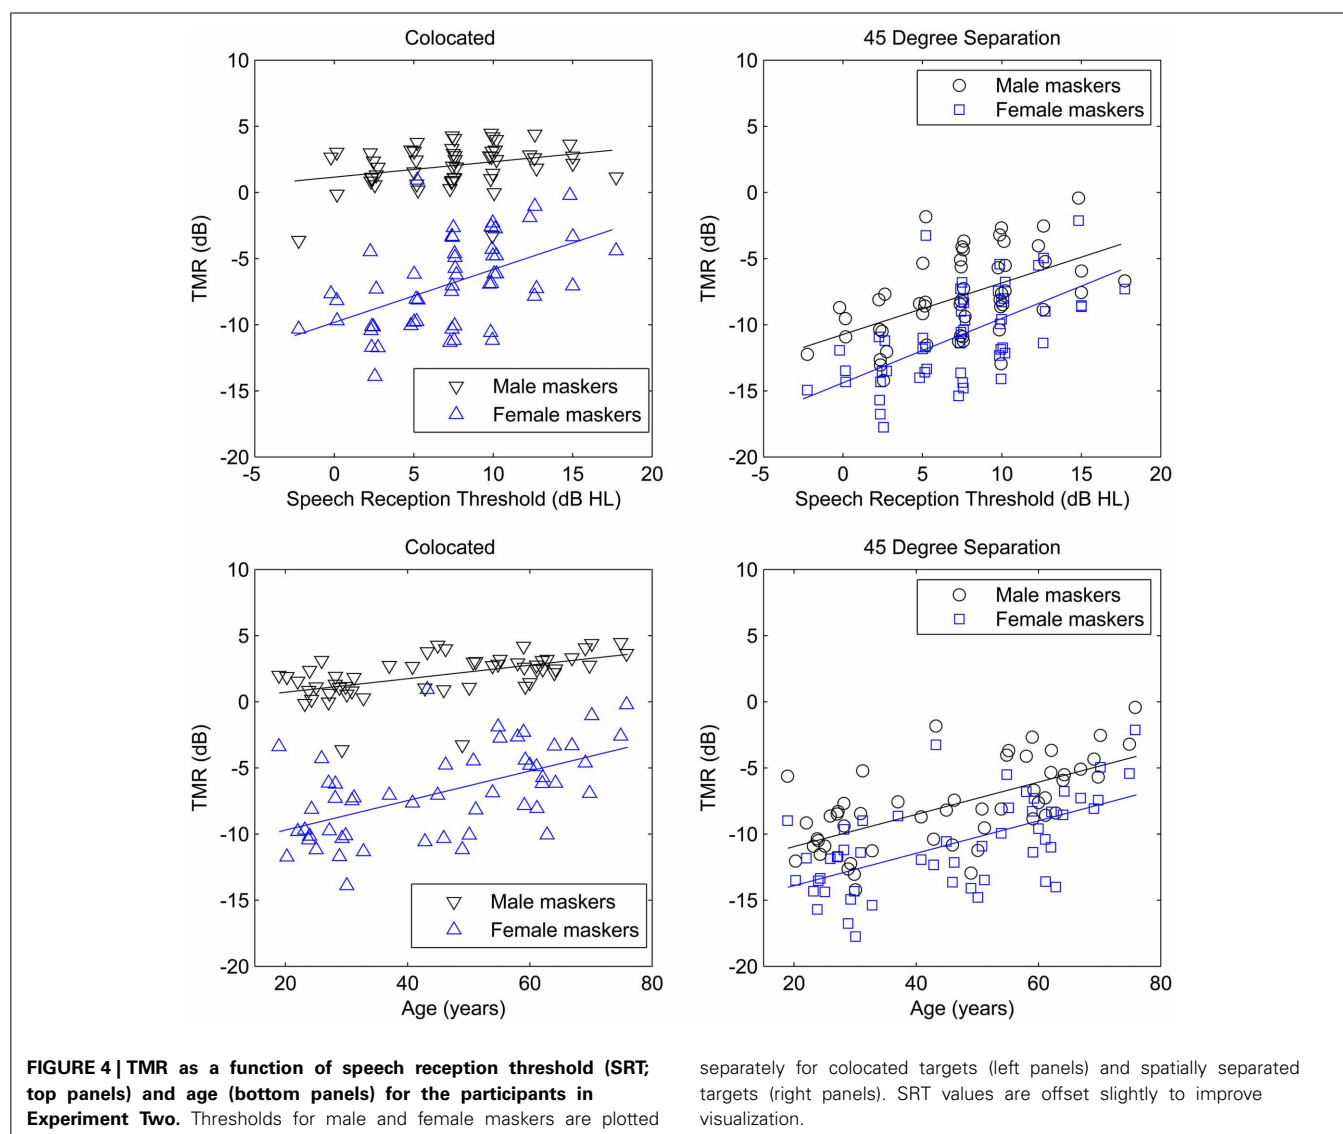 Colocated
10
5
0
-5
-10
-15
-20
TMR (dB)
Male maskers
Female maskers
-5 0 5 10 15 20
Speech Reception Threshold (dB HL)
45 Degree Separation
10
5
0
-5
-10
-15
-20
TMR (dB)
Male maskers
Female maskers
-5 0 5 10 15 20
Speech Reception Threshold (dB HL)
Colocated
10
5
0
-5
-10
-15
-20
TMR (dB)
Male maskers
Female maskers
20 40 60 80
Age (years)
45 Degree Separation
10
5
0
-5
-10
-15
-20
TMR (dB)
Male maskers
Female maskers
20 40 60 80
Age (years)
FIGURE 4 | TMR as a function of speech reception threshold (SRT;
top panels) and age (bottom panels) for the participants in
Experiment Two. Thresholds for male and female maskers are plotted
separately for colocated targets (left panels) and spatially separated
targets (right panels). SRT values are offset slightly to improve
visualization.